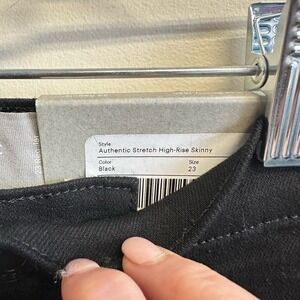 Style
Authentic Stretch High-Rise Skinny
Color Size
Black 23